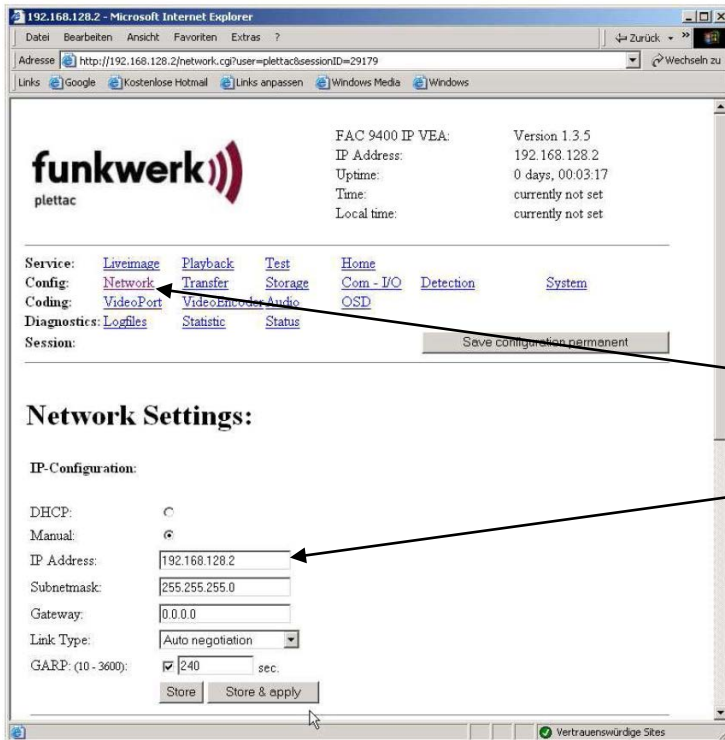 192.168.128.2 - Microsoft Internet Explorer
Datei Bearbeiten Ansicht Favoriten Extras ? Zurück »
Adresse http://192.168.128.2/network.cgi?user=plettac&sessionID=29179 Wechseln zu
Links Google Kostenlose Hotmail Links anpassen Windows Media Windows
funkwerk
plettac
FAC 9400 IP VEA: Version 1.3.5
IP Address: 192.168.128.2
Uptime: 0 days, 00:03:17
Time: currently not set
Local time: currently not set
Service: Liveimage Playback Test Home
Config: Network Transfer Storage Com - I/O Detection System
Coding: VideoPort VideoEncoder Audio OSD
Diagnostics: Logfiles Statistic Status
Session: Save configuration permanent
Network Settings:
IP-Configuration:
DHCP:
Manual:
IP Address: 192.168.128.2
Subnetmask: 255.255.255.0
Gateway: 0.0.0.0
Link Type: Auto negotiation
GARP: (10 - 3600): 240 sec.
Store Store & apply
Vertrauenswürdige Sites